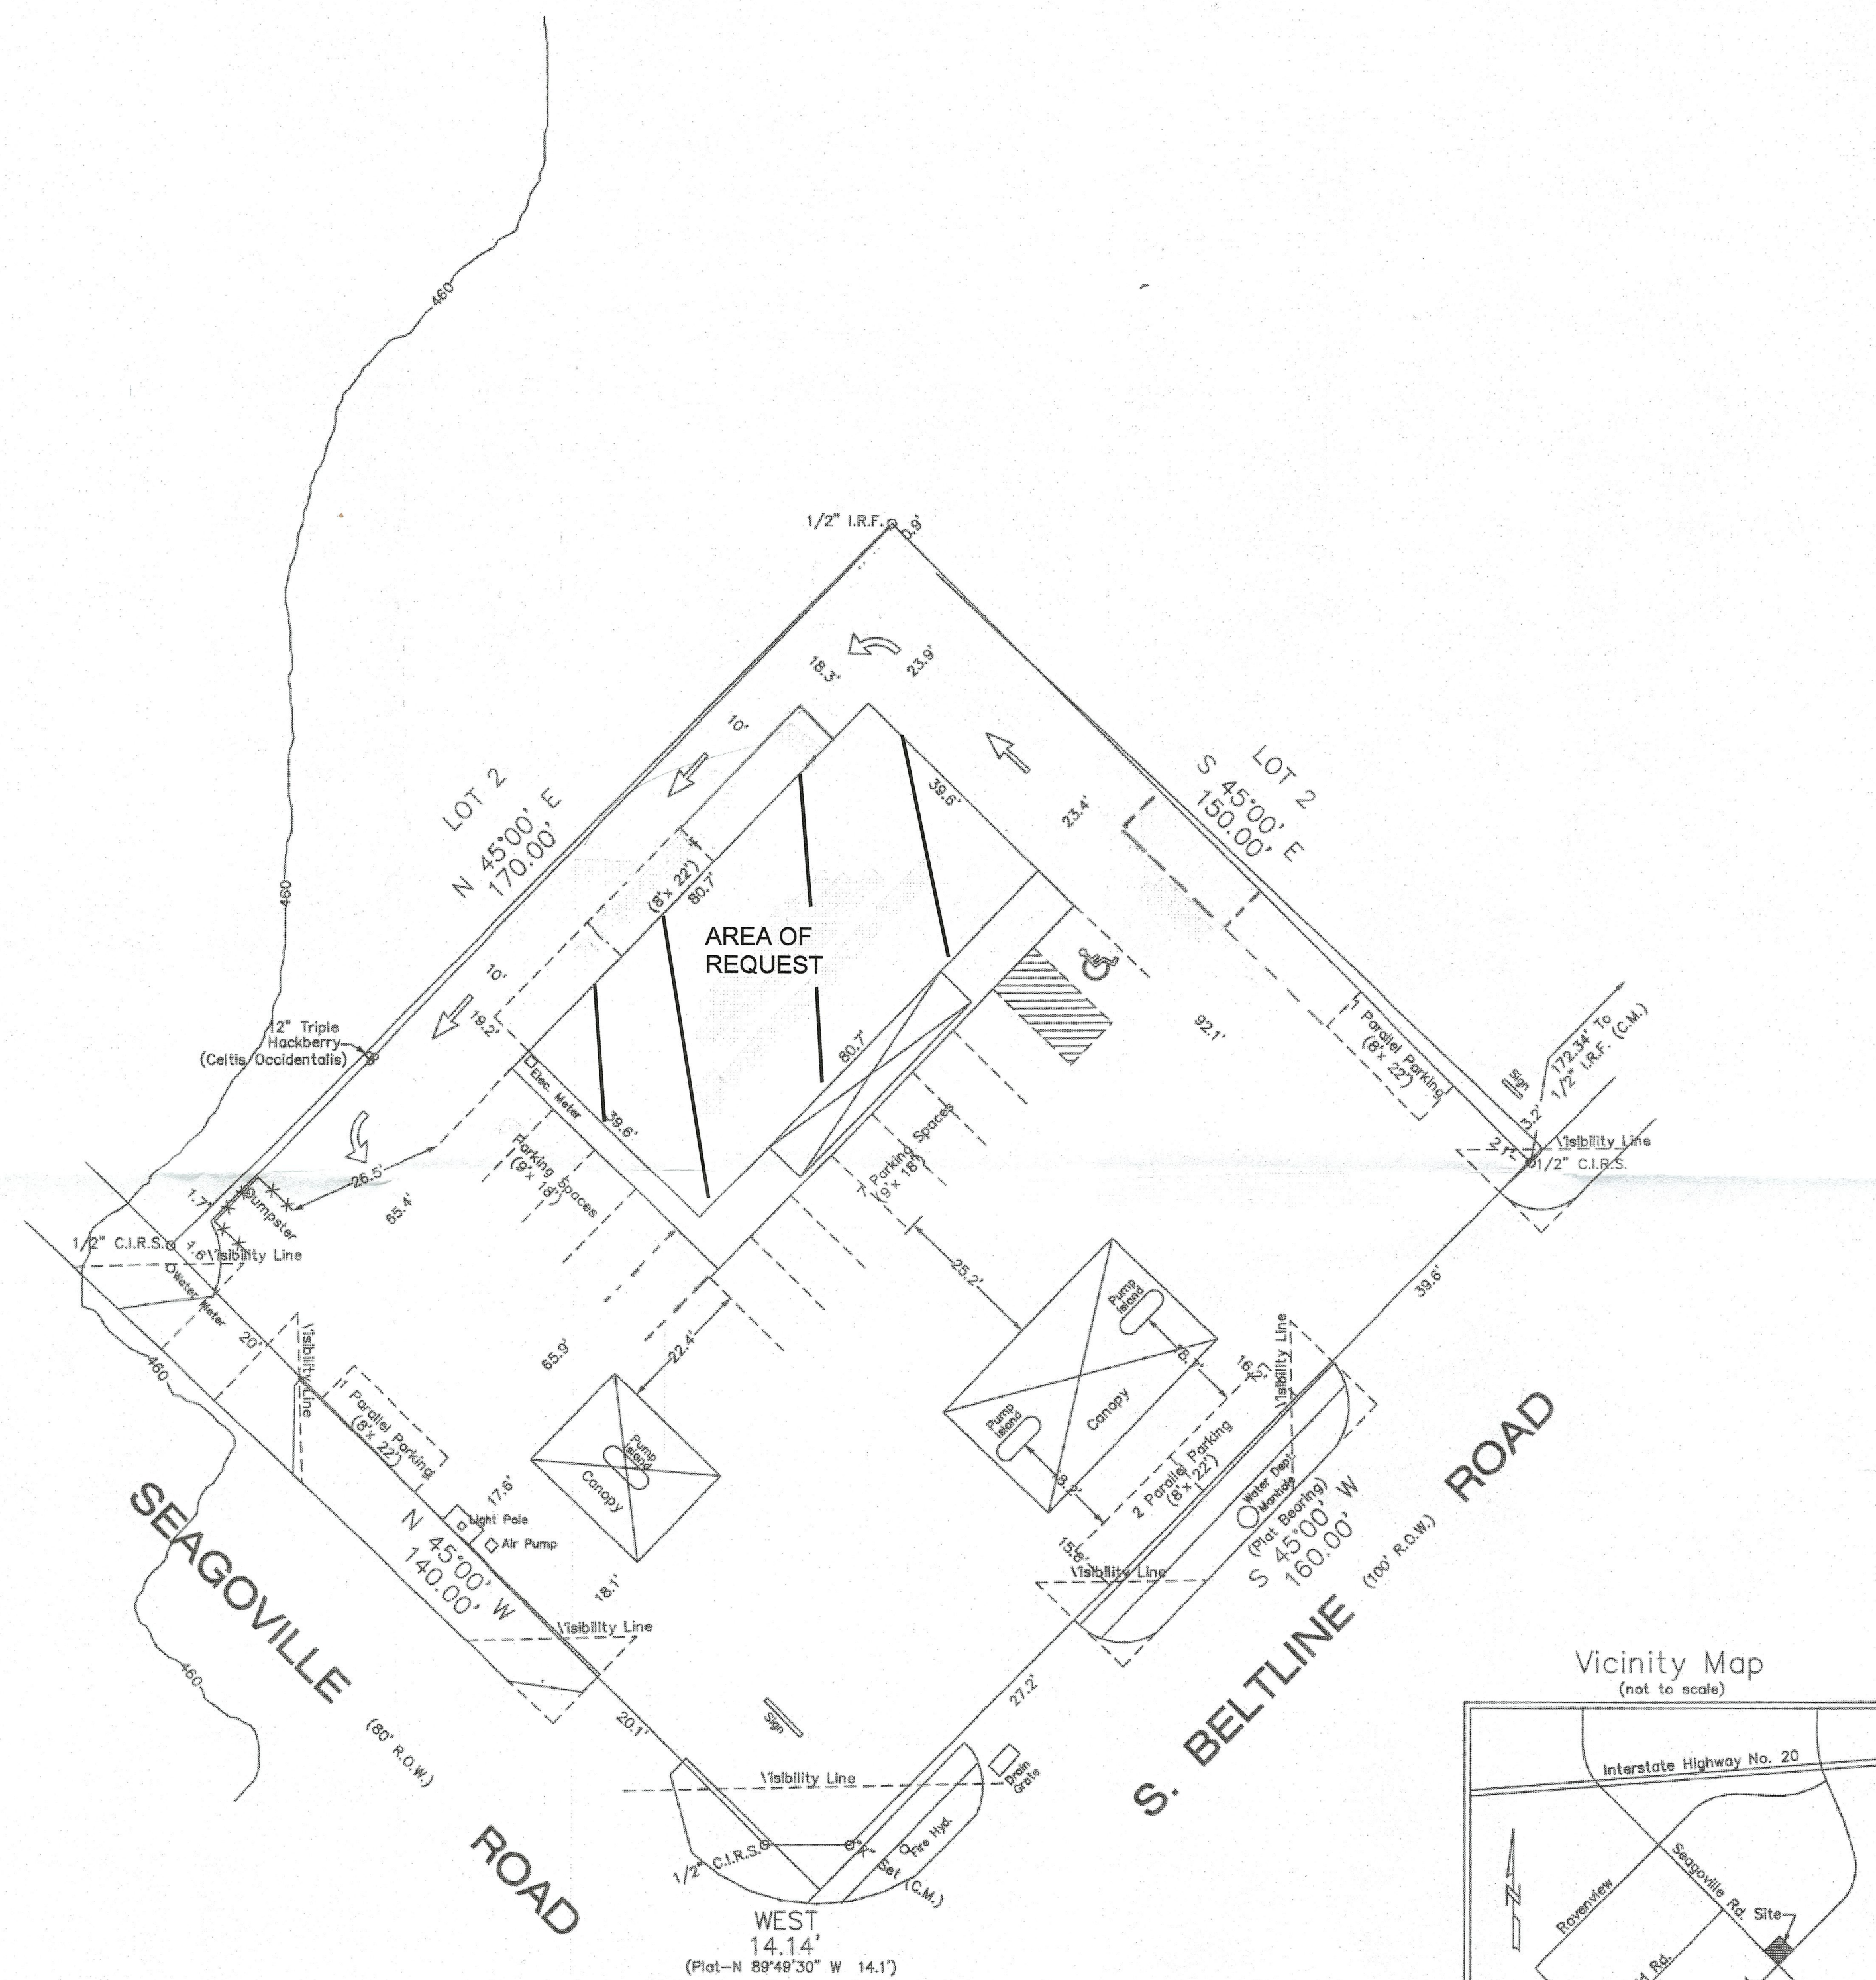 460
1/2" I.R.F.
0.9'
18.3'
23.9'
10'
LOT 2
N 45°00' E
170.00'
LOT 2
S 45°00' E
150.00'
39.6'
23.4'
(8'x 22')
80.7'
460
AREA OF
REQUEST
10'
19.2'
12" Triple
Hackberry
(Celtis Occidentalis)
Elec. Meter
39.6'
80.7'
92.1'
1 Parallel Parking
(8'x 22')
Sign
172.34' To
1/2" I.R.F. (C.M.)
3.2'
2.1'
Visibility Line
1/2" C.I.R.S.
Parking Spaces
(9'x 18')
7 Parking Spaces
(9'x 18')
26.5'
65.4'
1.7'
Dumpster
1/2" C.I.R.S.
1.6'
Visibility Line
Water Meter
20'
Visibility Line
460
1 Parallel Parking
(8'x 22')
65.9'
22.4'
25.2'
Pump
Island
Pump
Island
Canopy
18.7'
16.2'
18.2'
Visibility Line
39.6'
Pump
Island
Canopy
17.6'
Light Pole
Air Pump
18.1'
2 Parallel Parking
(8'x 22')
15.6'
Visibility Line
Water Dept.
Manhole
(Plat Bearing)
S 45°00' W
160.00'
(100' R.O.W.)
S. BELTLINE ROAD
N 45°00' W
140.00'
Visibility Line
SEAGOVILLE
(80' R.O.W.)
ROAD
460
20.1'
27.2'
Sign
Visibility Line
Drain
Grate
Fire Hyd.
1/2" C.I.R.S.
"X" Set (C.M.)
WEST
14.14'
(Plat-N 89°49'30" W 14.1')
Vicinity Map
(not to scale)
Interstate Highway No. 20
Seagoville Rd.
Ravenview
Site
Rd.
N